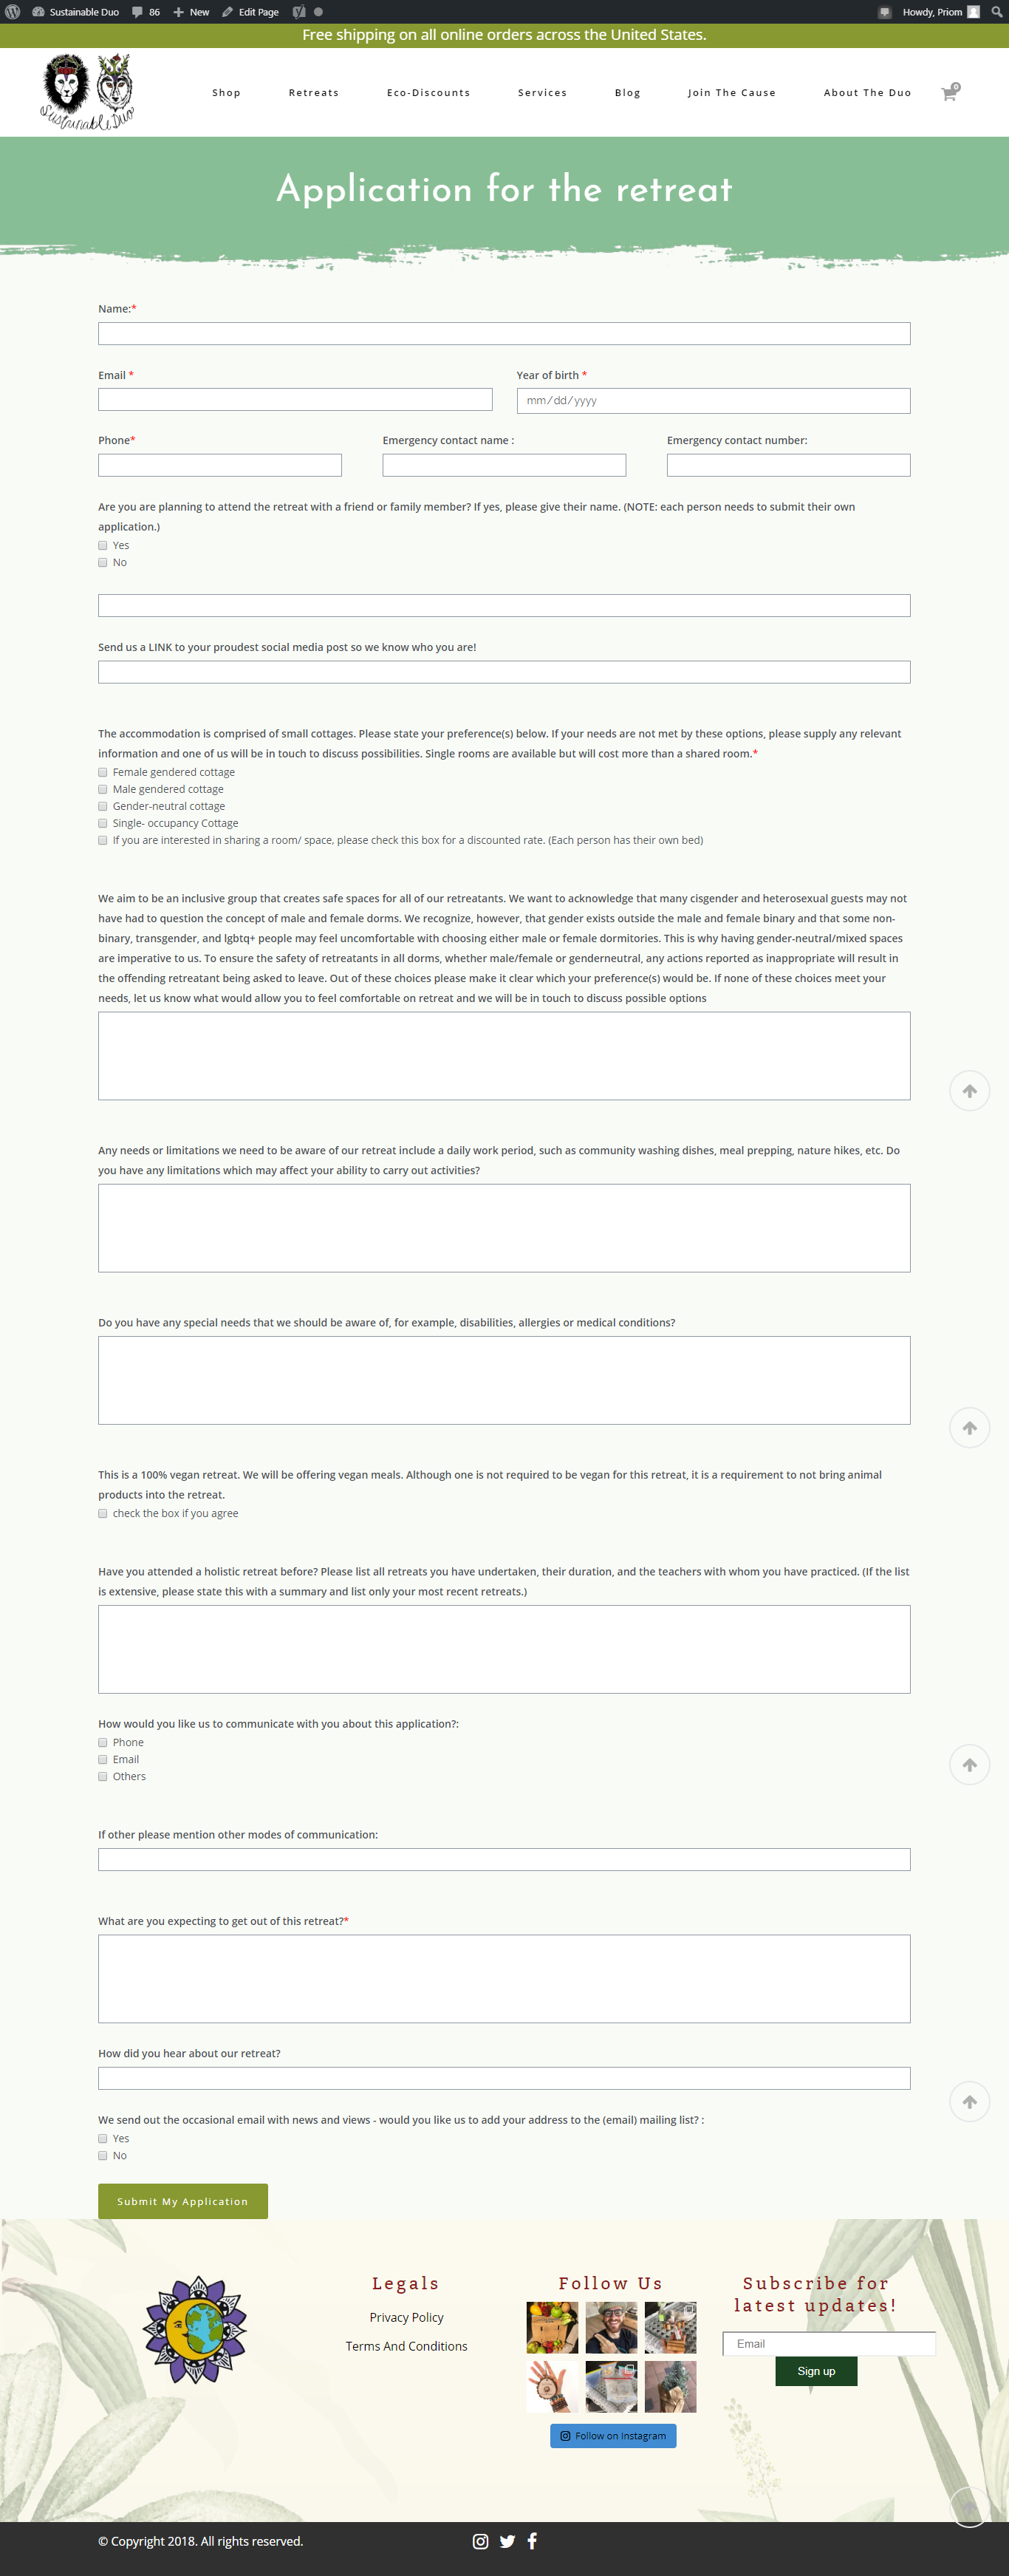 Sustainable Duo 86 New Edit Page Howdy, Priom
Free shipping on all online orders across the United States.
Sustainable Duo
Shop Retreats Eco-Discounts Services Blog Join The Cause About The Duo 0
Application for the retreat
Name:*
Email * Year of birth *
mm/dd/yyyy
Phone* Emergency contact name : Emergency contact number:
Are you are planning to attend the retreat with a friend or family member? If yes, please give their name. (NOTE: each person needs to submit their own
application.)
Yes
No
Send us a LINK to your proudest social media post so we know who you are!
The accommodation is comprised of small cottages. Please state your preference(s) below. If your needs are not met by these options, please supply any relevant
information and one of us will be in touch to discuss possibilities. Single rooms are available but will cost more than a shared room.*
Female gendered cottage
Male gendered cottage
Gender-neutral cottage
Single- occupancy Cottage
If you are interested in sharing a room/ space, please check this box for a discounted rate. (Each person has their own bed)
We aim to be an inclusive group that creates safe spaces for all of our retreatants. We want to acknowledge that many cisgender and heterosexual guests may not
have had to question the concept of male and female dorms. We recognize, however, that gender exists outside the male and female binary and that some non-
binary, transgender, and lgbtq+ people may feel uncomfortable with choosing either male or female dormitories. This is why having gender-neutral/mixed spaces
are imperative to us. To ensure the safety of retreatants in all dorms, whether male/female or genderneutral, any actions reported as inappropriate will result in
the offending retreatant being asked to leave. Out of these choices please make it clear which your preference(s) would be. If none of these choices meet your
needs, let us know what would allow you to feel comfortable on retreat and we will be in touch to discuss possible options
Any needs or limitations we need to be aware of our retreat include a daily work period, such as community washing dishes, meal prepping, nature hikes, etc. Do
you have any limitations which may affect your ability to carry out activities?
Do you have any special needs that we should be aware of, for example, disabilities, allergies or medical conditions?
This is a 100% vegan retreat. We will be offering vegan meals. Although one is not required to be vegan for this retreat, it is a requirement to not bring animal
products into the retreat.
check the box if you agree
Have you attended a holistic retreat before? Please list all retreats you have undertaken, their duration, and the teachers with whom you have practiced. (If the list
is extensive, please state this with a summary and list only your most recent retreats.)
How would you like us to communicate with you about this application?:
Phone
Email
Others
If other please mention other modes of communication:
What are you expecting to get out of this retreat?*
How did you hear about our retreat?
We send out the occasional email with news and views - would you like us to add your address to the (email) mailing list? :
Yes
No
Submit My Application
Legals
Privacy Policy
Terms And Conditions
Follow Us
Follow on Instagram
Subscribe for
latest updates!
Email
Sign up
© Copyright 2018. All rights reserved.